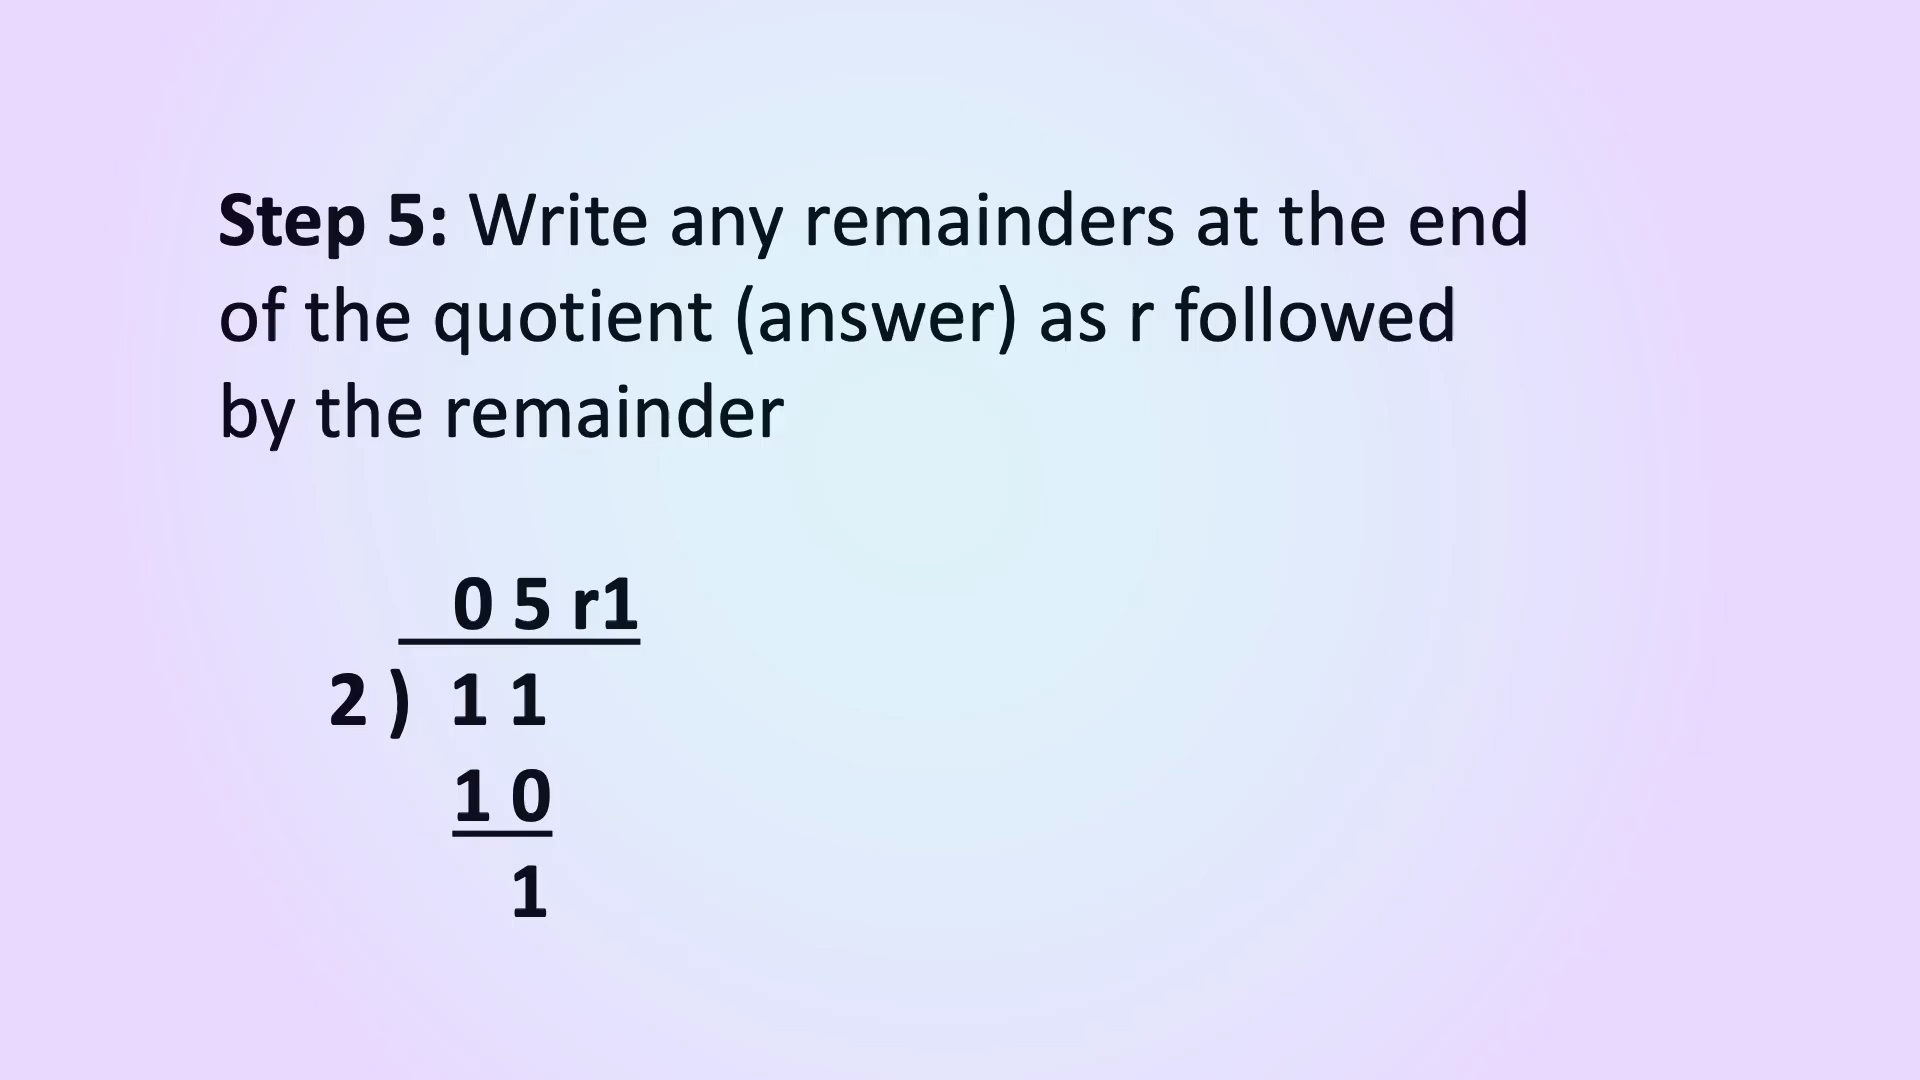 Step 5: Write any remainders at the end
of the quotient (answer) as r followed
by the remainder
0 5 r1
2 ) 1 1
1 0
1